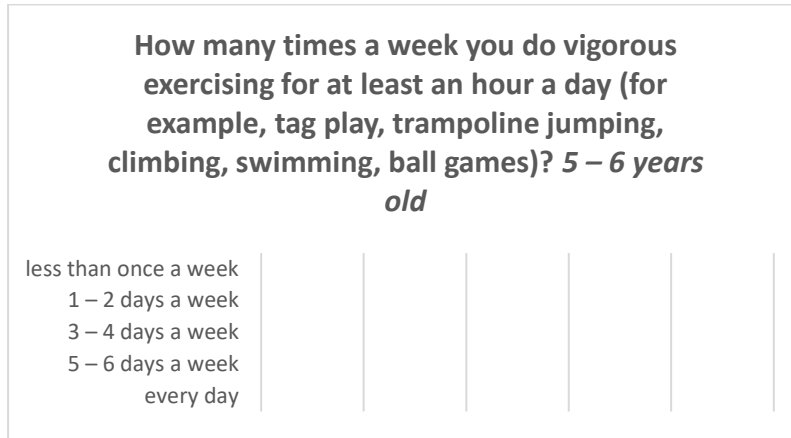 How many times a week you do vigorous
exercising for at least an hour a day (for
example, tag play, trampoline jumping,
climbing, swimming, ball games)? 5 – 6 years
old
less than once a week
1 – 2 days a week
3 – 4 days a week
5 – 6 days a week
every day